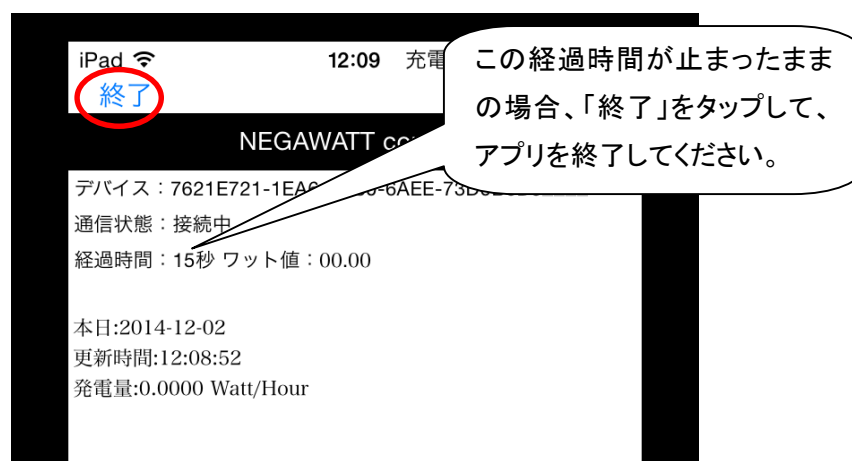 iPad 12:09 充電
終了
この経過時間が止まったまま
の場合、「終了」をタップして、
アプリを終了してください。
NEGAWATT
デバイス：7621E721-1EA
通信状態：接続中
経過時間：15秒 ワット値：00.00
本日:2014-12-02
更新時間:12:08:52
発電量:0.0000 Watt/Hour